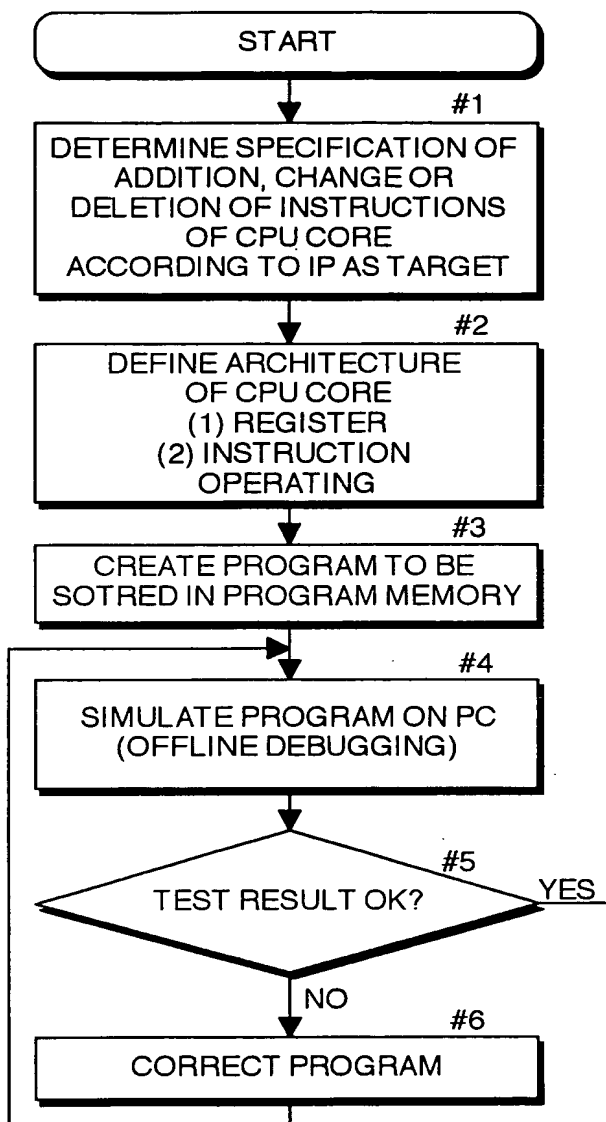 START
#1
DETERMINE SPECIFICATION OF
ADDITION, CHANGE OR
DELETION OF INSTRUCTIONS
OF CPU CORE
ACCORDING TO IP AS TARGET
#2
DEFINE ARCHITECTURE
OF CPU CORE
(1) REGISTER
(2) INSTRUCTION
OPERATING
#3
CREATE PROGRAM TO BE
SOTRED IN PROGRAM MEMORY
#4
SIMULATE PROGRAM ON PC
(OFFLINE DEBUGGING)
#5
TEST RESULT OK?
YES
NO
#6
CORRECT PROGRAM